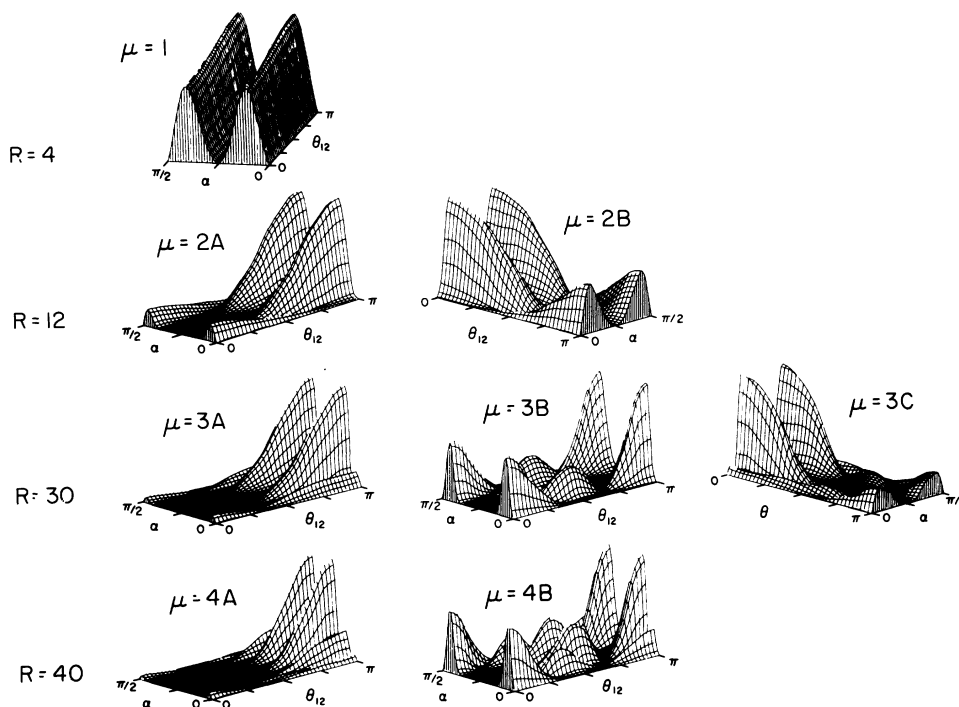 μ = 1
π
θ12
R = 4
π/2
α
0
0
μ = 2A
μ = 2B
π
0
R = 12
π/2
α
0
0
θ12
θ12
π
0
α
π/2
μ = 3A
μ = 3B
μ = 3C
π
π
0
R = 30
π/2
α
0
0
θ12
π/2
α
0
0
θ12
θ
π
0
α
π/
μ = 4A
μ = 4B
π
π
R = 40
π/2
α
0
0
θ12
π/2
α
0
0
θ12